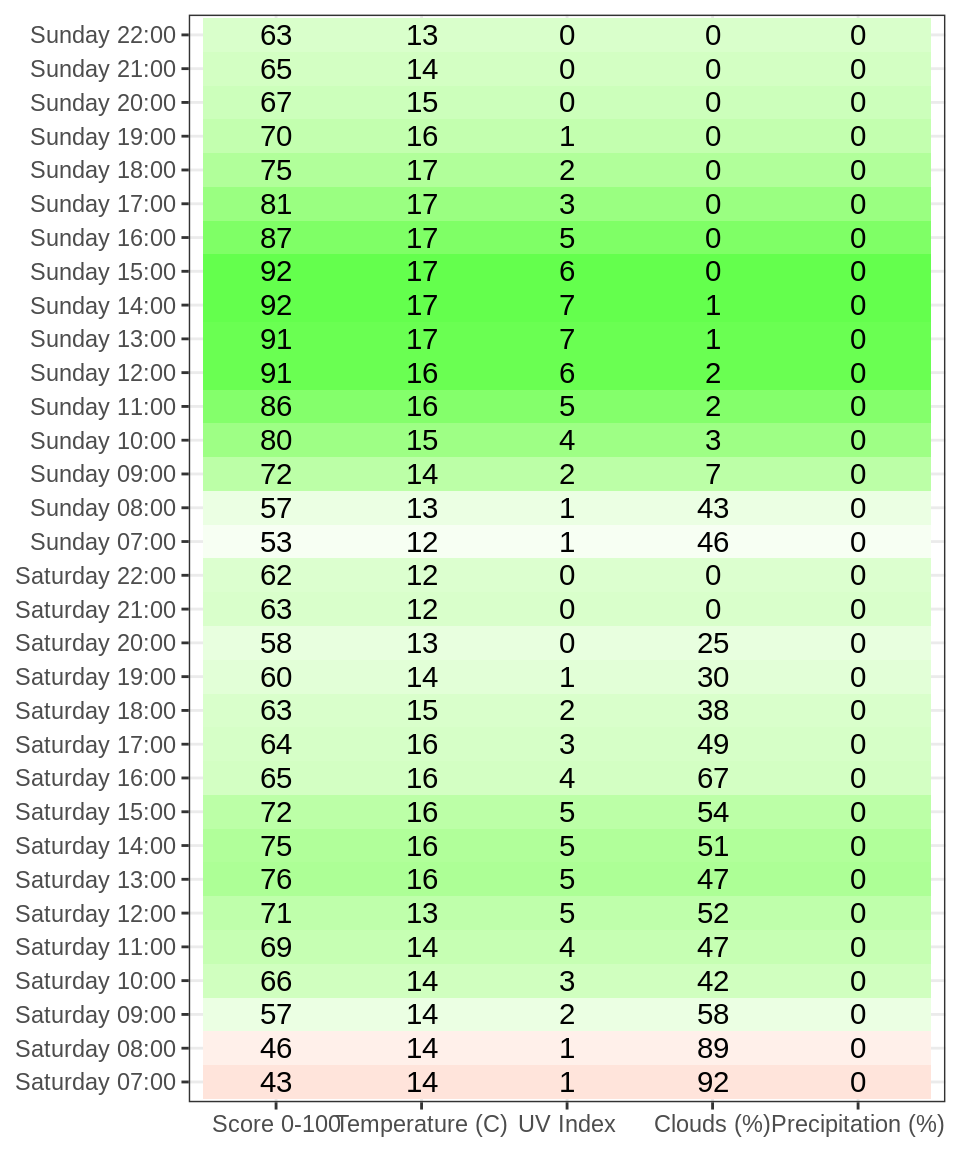 Sunday 22:00 63 13 0 0 0
Sunday 21:00 65 14 0 0 0
Sunday 20:00 67 15 0 0 0
Sunday 19:00 70 16 1 0 0
Sunday 18:00 75 17 2 0 0
Sunday 17:00 81 17 3 0 0
Sunday 16:00 87 17 5 0 0
Sunday 15:00 92 17 6 0 0
Sunday 14:00 92 17 7 1 0
Sunday 13:00 91 17 7 1 0
Sunday 12:00 91 16 6 2 0
Sunday 11:00 86 16 5 2 0
Sunday 10:00 80 15 4 3 0
Sunday 09:00 72 14 2 7 0
Sunday 08:00 57 13 1 43 0
Sunday 07:00 53 12 1 46 0
Saturday 22:00 62 12 0 0 0
Saturday 21:00 63 12 0 0 0
Saturday 20:00 58 13 0 25 0
Saturday 19:00 60 14 1 30 0
Saturday 18:00 63 15 2 38 0
Saturday 17:00 64 16 3 49 0
Saturday 16:00 65 16 4 67 0
Saturday 15:00 72 16 5 54 0
Saturday 14:00 75 16 5 51 0
Saturday 13:00 76 16 5 47 0
Saturday 12:00 71 13 5 52 0
Saturday 11:00 69 14 4 47 0
Saturday 10:00 66 14 3 42 0
Saturday 09:00 57 14 2 58 0
Saturday 08:00 46 14 1 89 0
Saturday 07:00 43 14 1 92 0
Score 0-100 Temperature (C) UV Index Clouds (%) Precipitation (%)